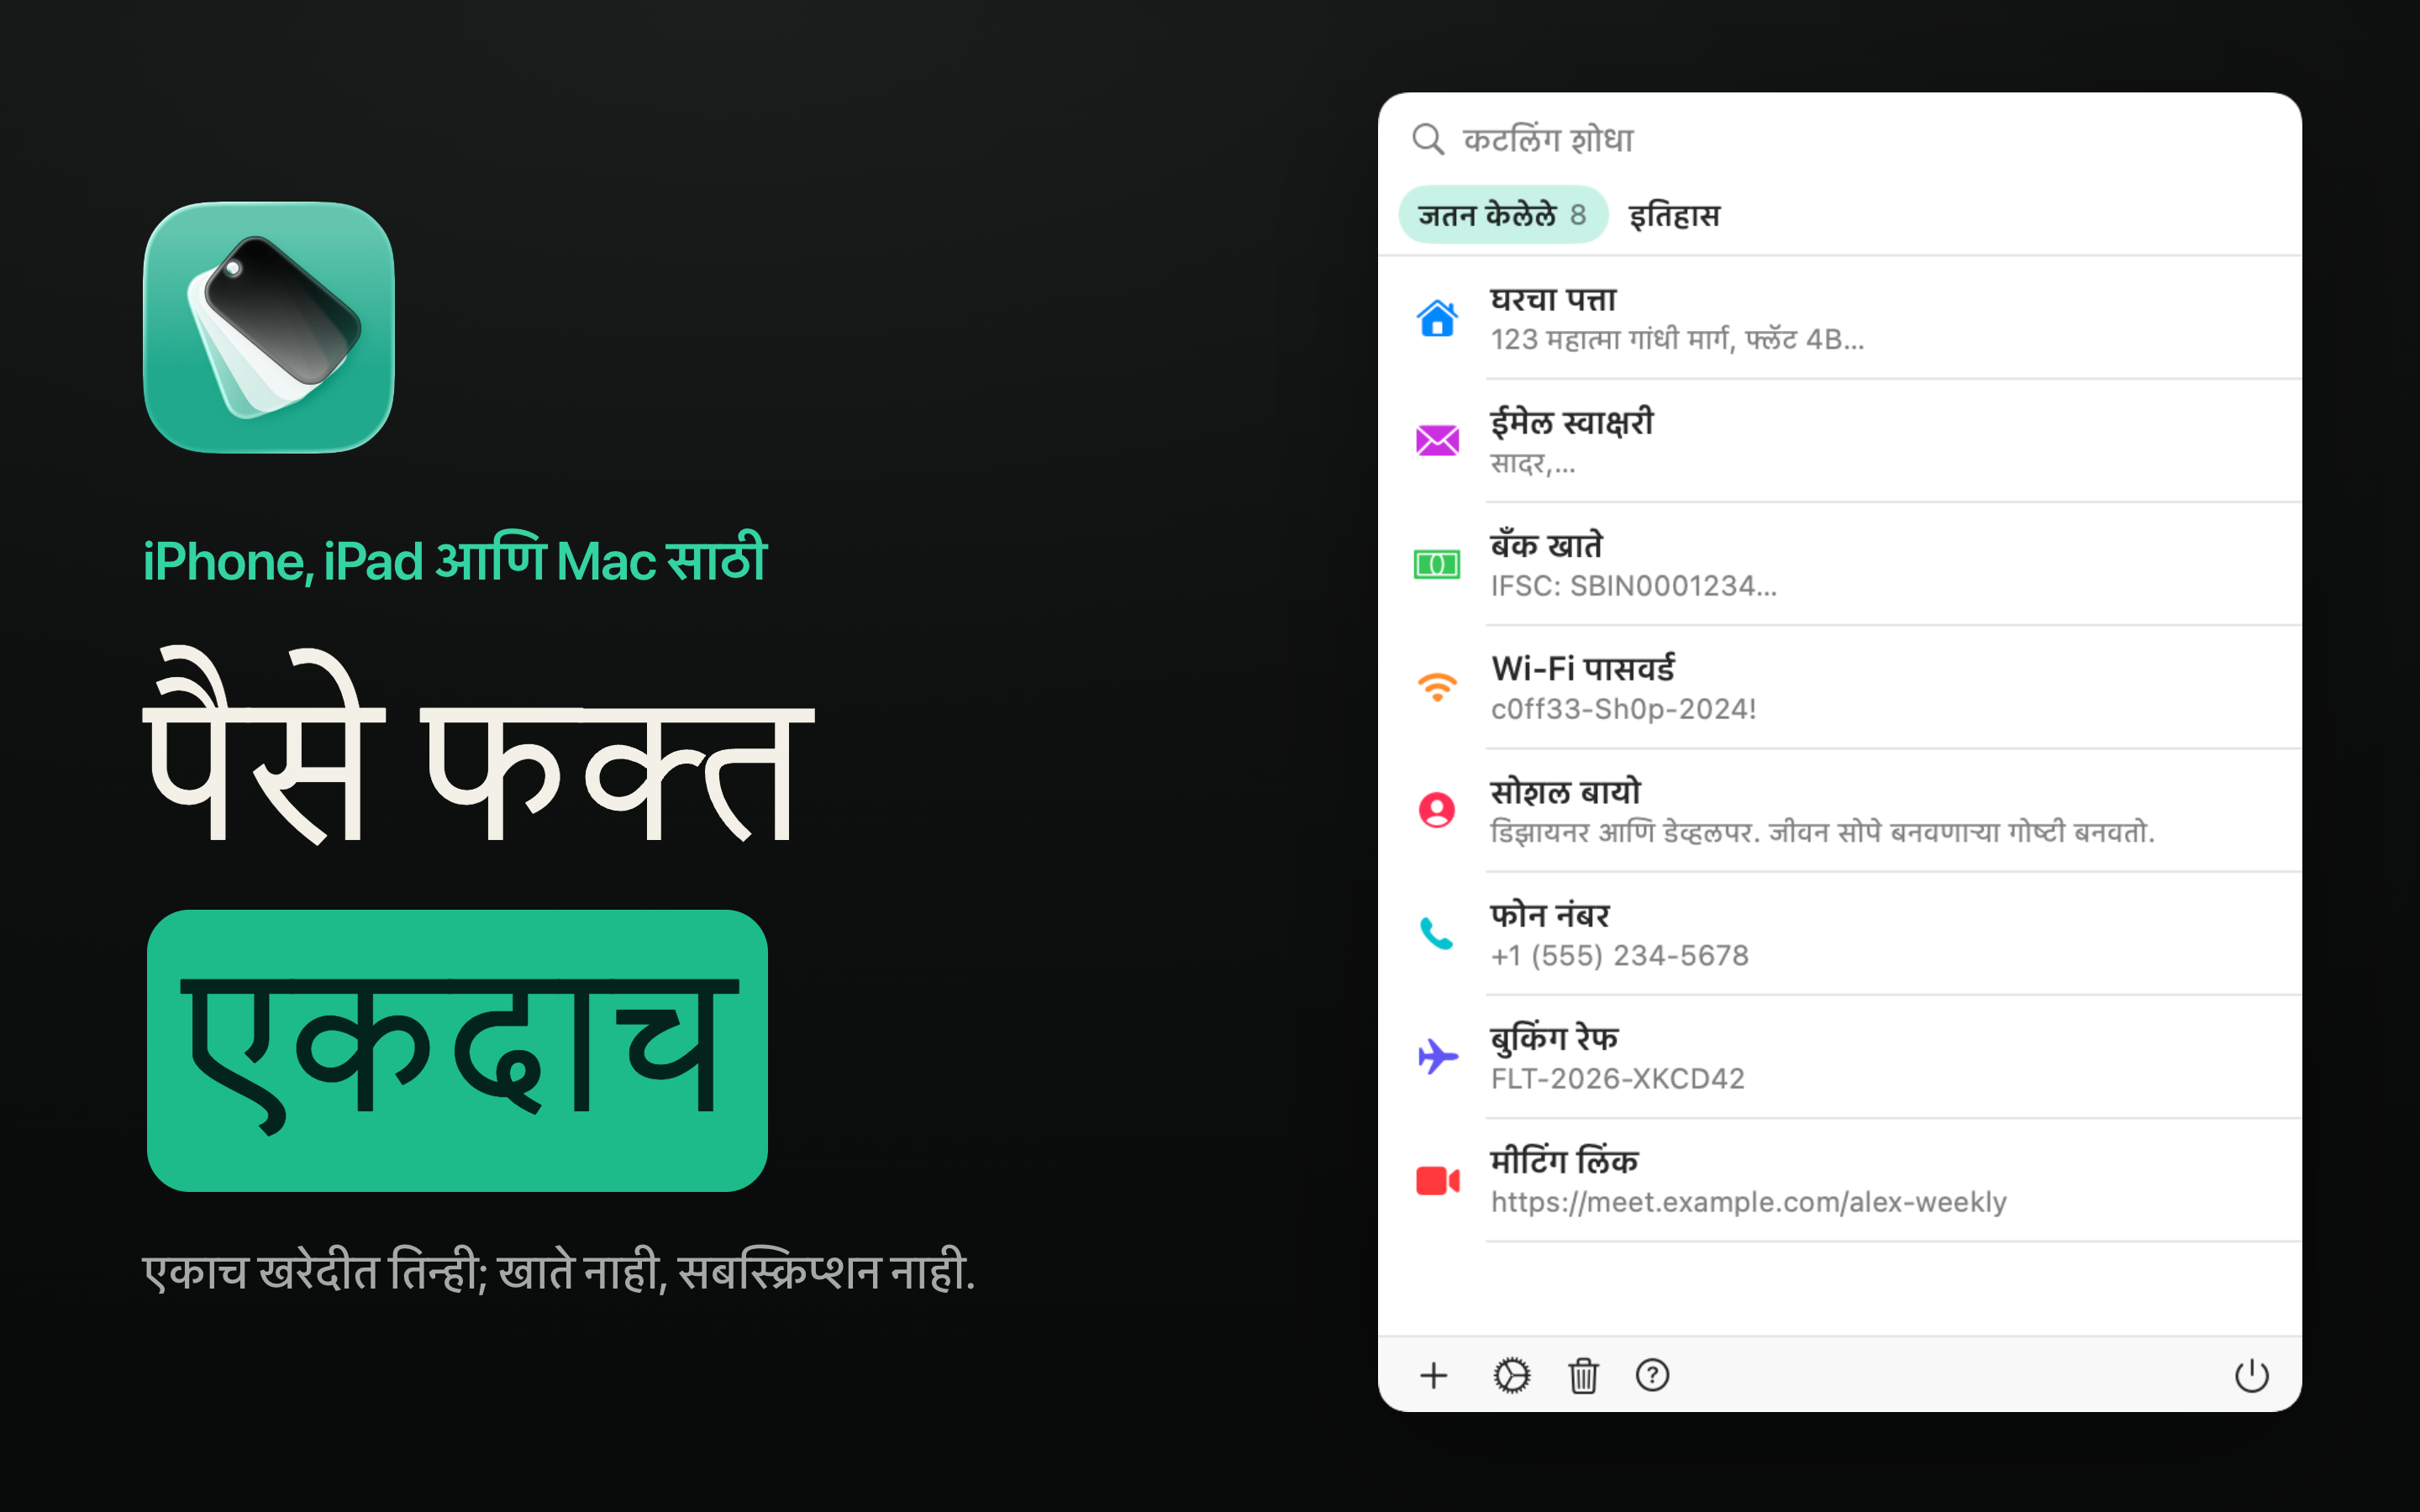 iPhone, iPad आणि Mac साठी
पैसे फक्त
एकदाच
एकाच खरेदीत तिन्ही; खाते नाही, सबस्क्रिप्शन नाही.
कटलिंग शोधा
जतन केलेले 8 इतिहास
घरचा पत्ता
123 महात्मा गांधी मार्ग, फ्लॅट 4B...
ईमेल स्वाक्षरी
सादर,...
बँक खाते
IFSC: SBIN0001234...
Wi-Fi पासवर्ड
c0ff33-Sh0p-2024!
सोशल बायो
डिझायनर आणि डेव्हलपर. जीवन सोपे बनवणाऱ्या गोष्टी बनवतो.
फोन नंबर
+1 (555) 234-5678
बुकिंग रेफ
FLT-2026-XKCD42
मीटिंग लिंक
https://meet.example.com/alex-weekly